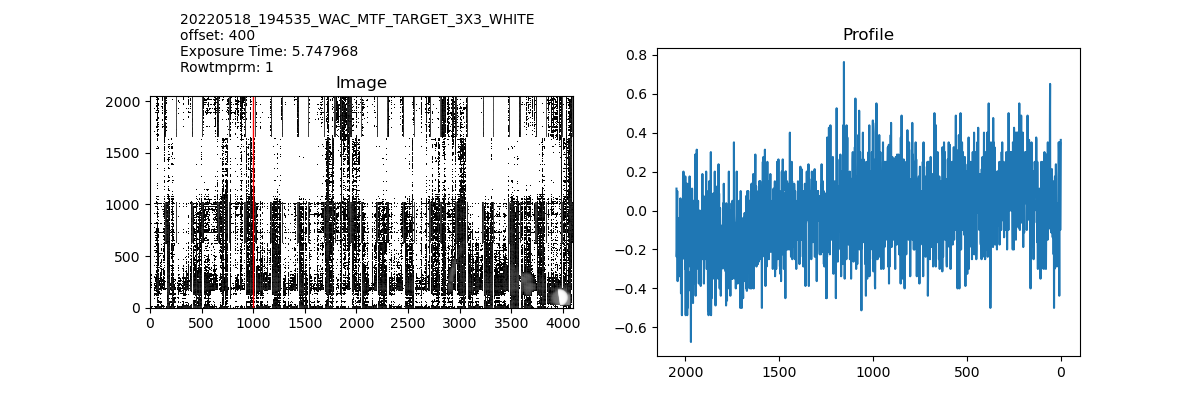 20220518_194535_WAC_MTF_TARGET_3X3_WHITE
offset: 400
Exposure Time: 5.747968
Rowtmprm: 1
Image
2000
1500
1000
500
0
0 500 1000 1500 2000 2500 3000 3500 4000
Profile
0.8
0.6
0.4
0.2
0.0
−0.2
−0.4
−0.6
2000 1500 1000 500 0